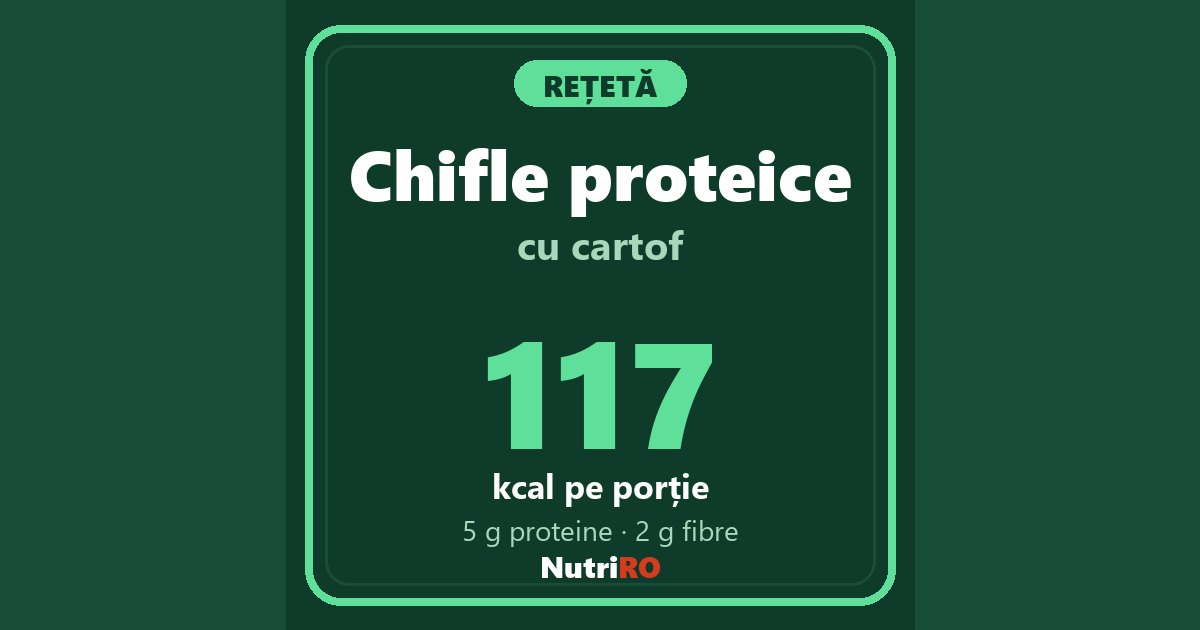 REȚETĂ
Chifle proteice
cu cartof
117
kcal pe porție
5 g proteine · 2 g fibre
NutriRO